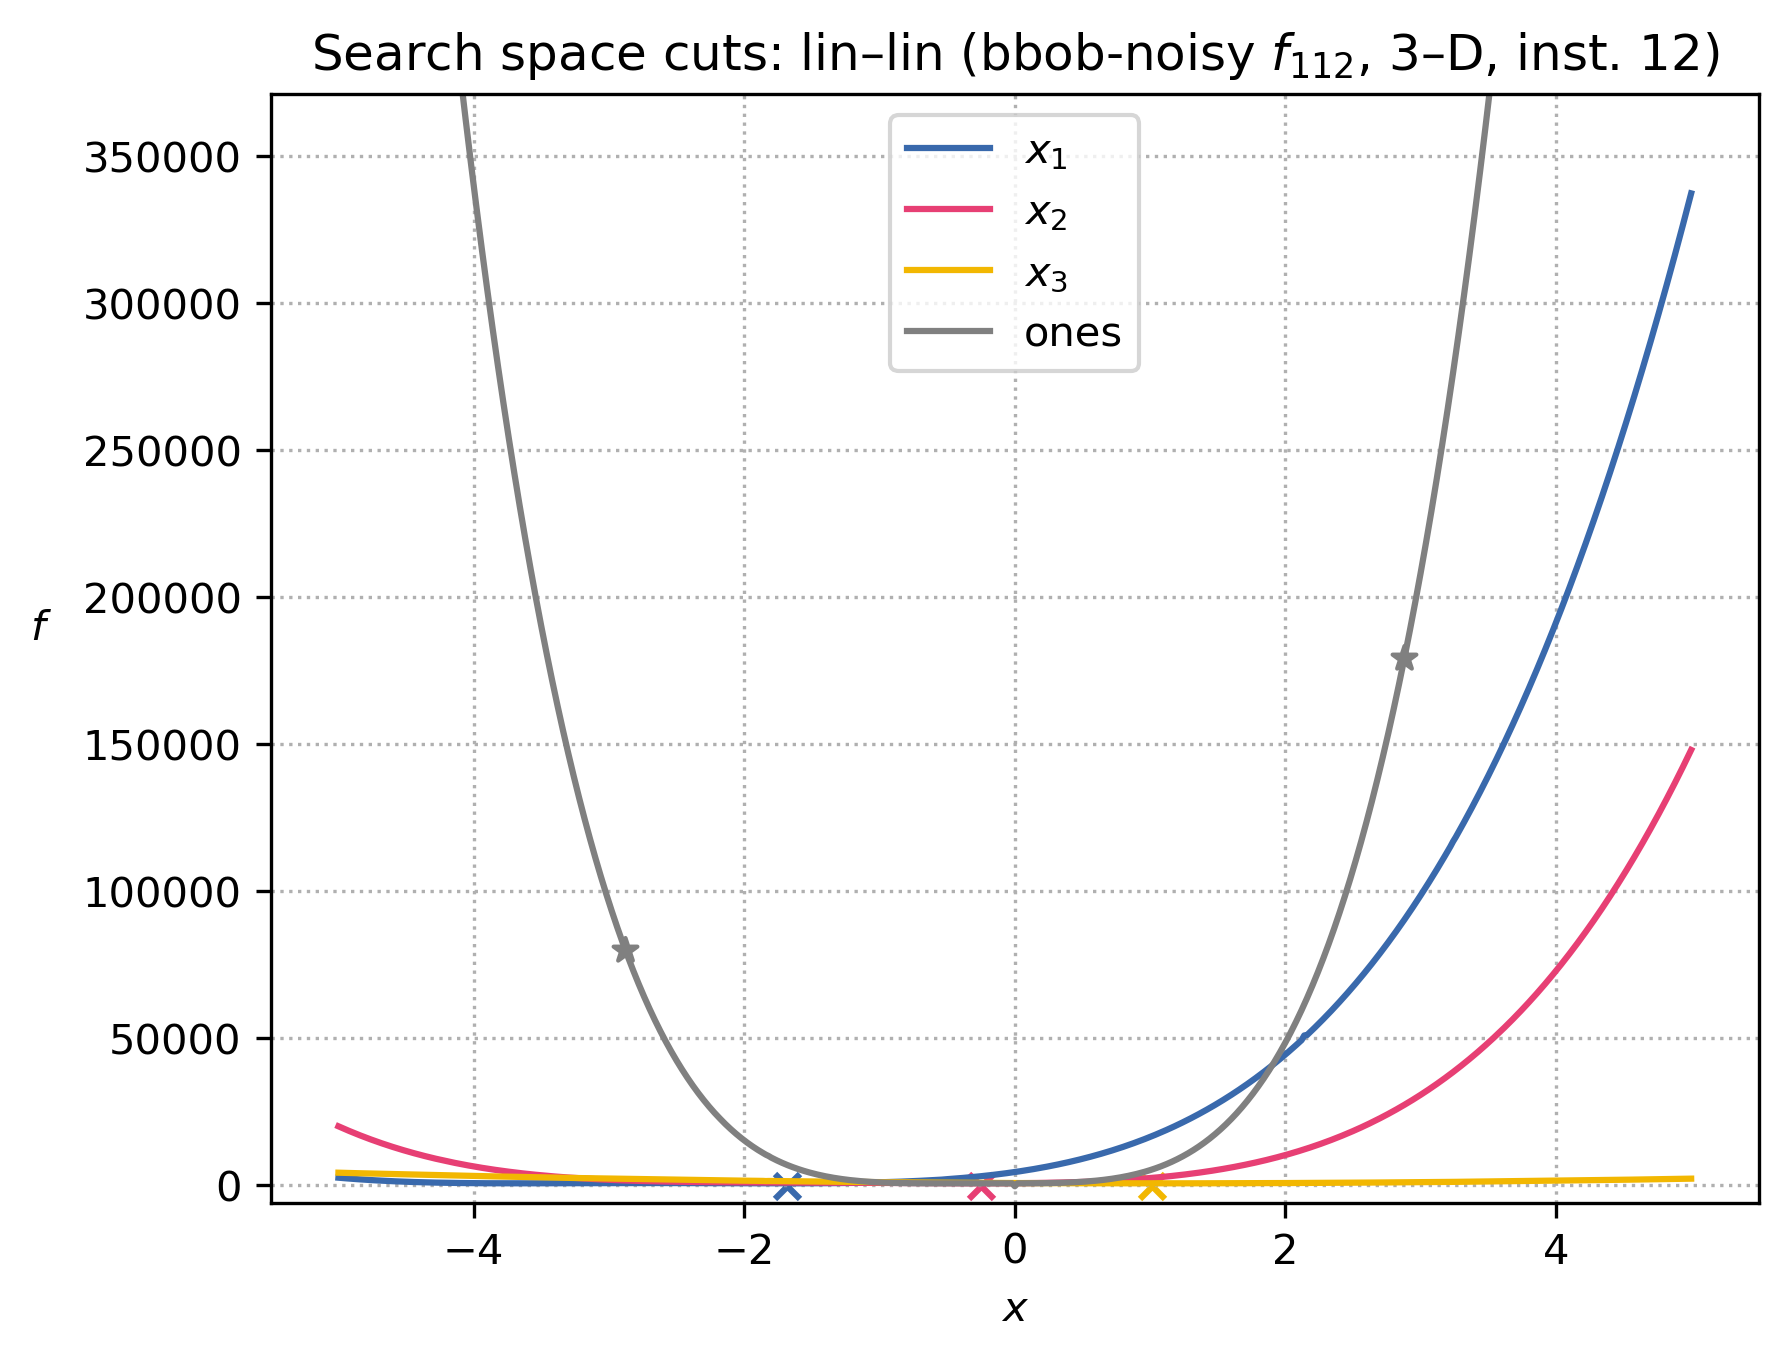 Search space cuts: lin–lin (bbob-noisy f₁₁₂, 3–D, inst. 12)
x₁
x₂
x₃
ones
350000
300000
250000
200000
150000
100000
50000
0
f
−4
−2
0
2
4
x